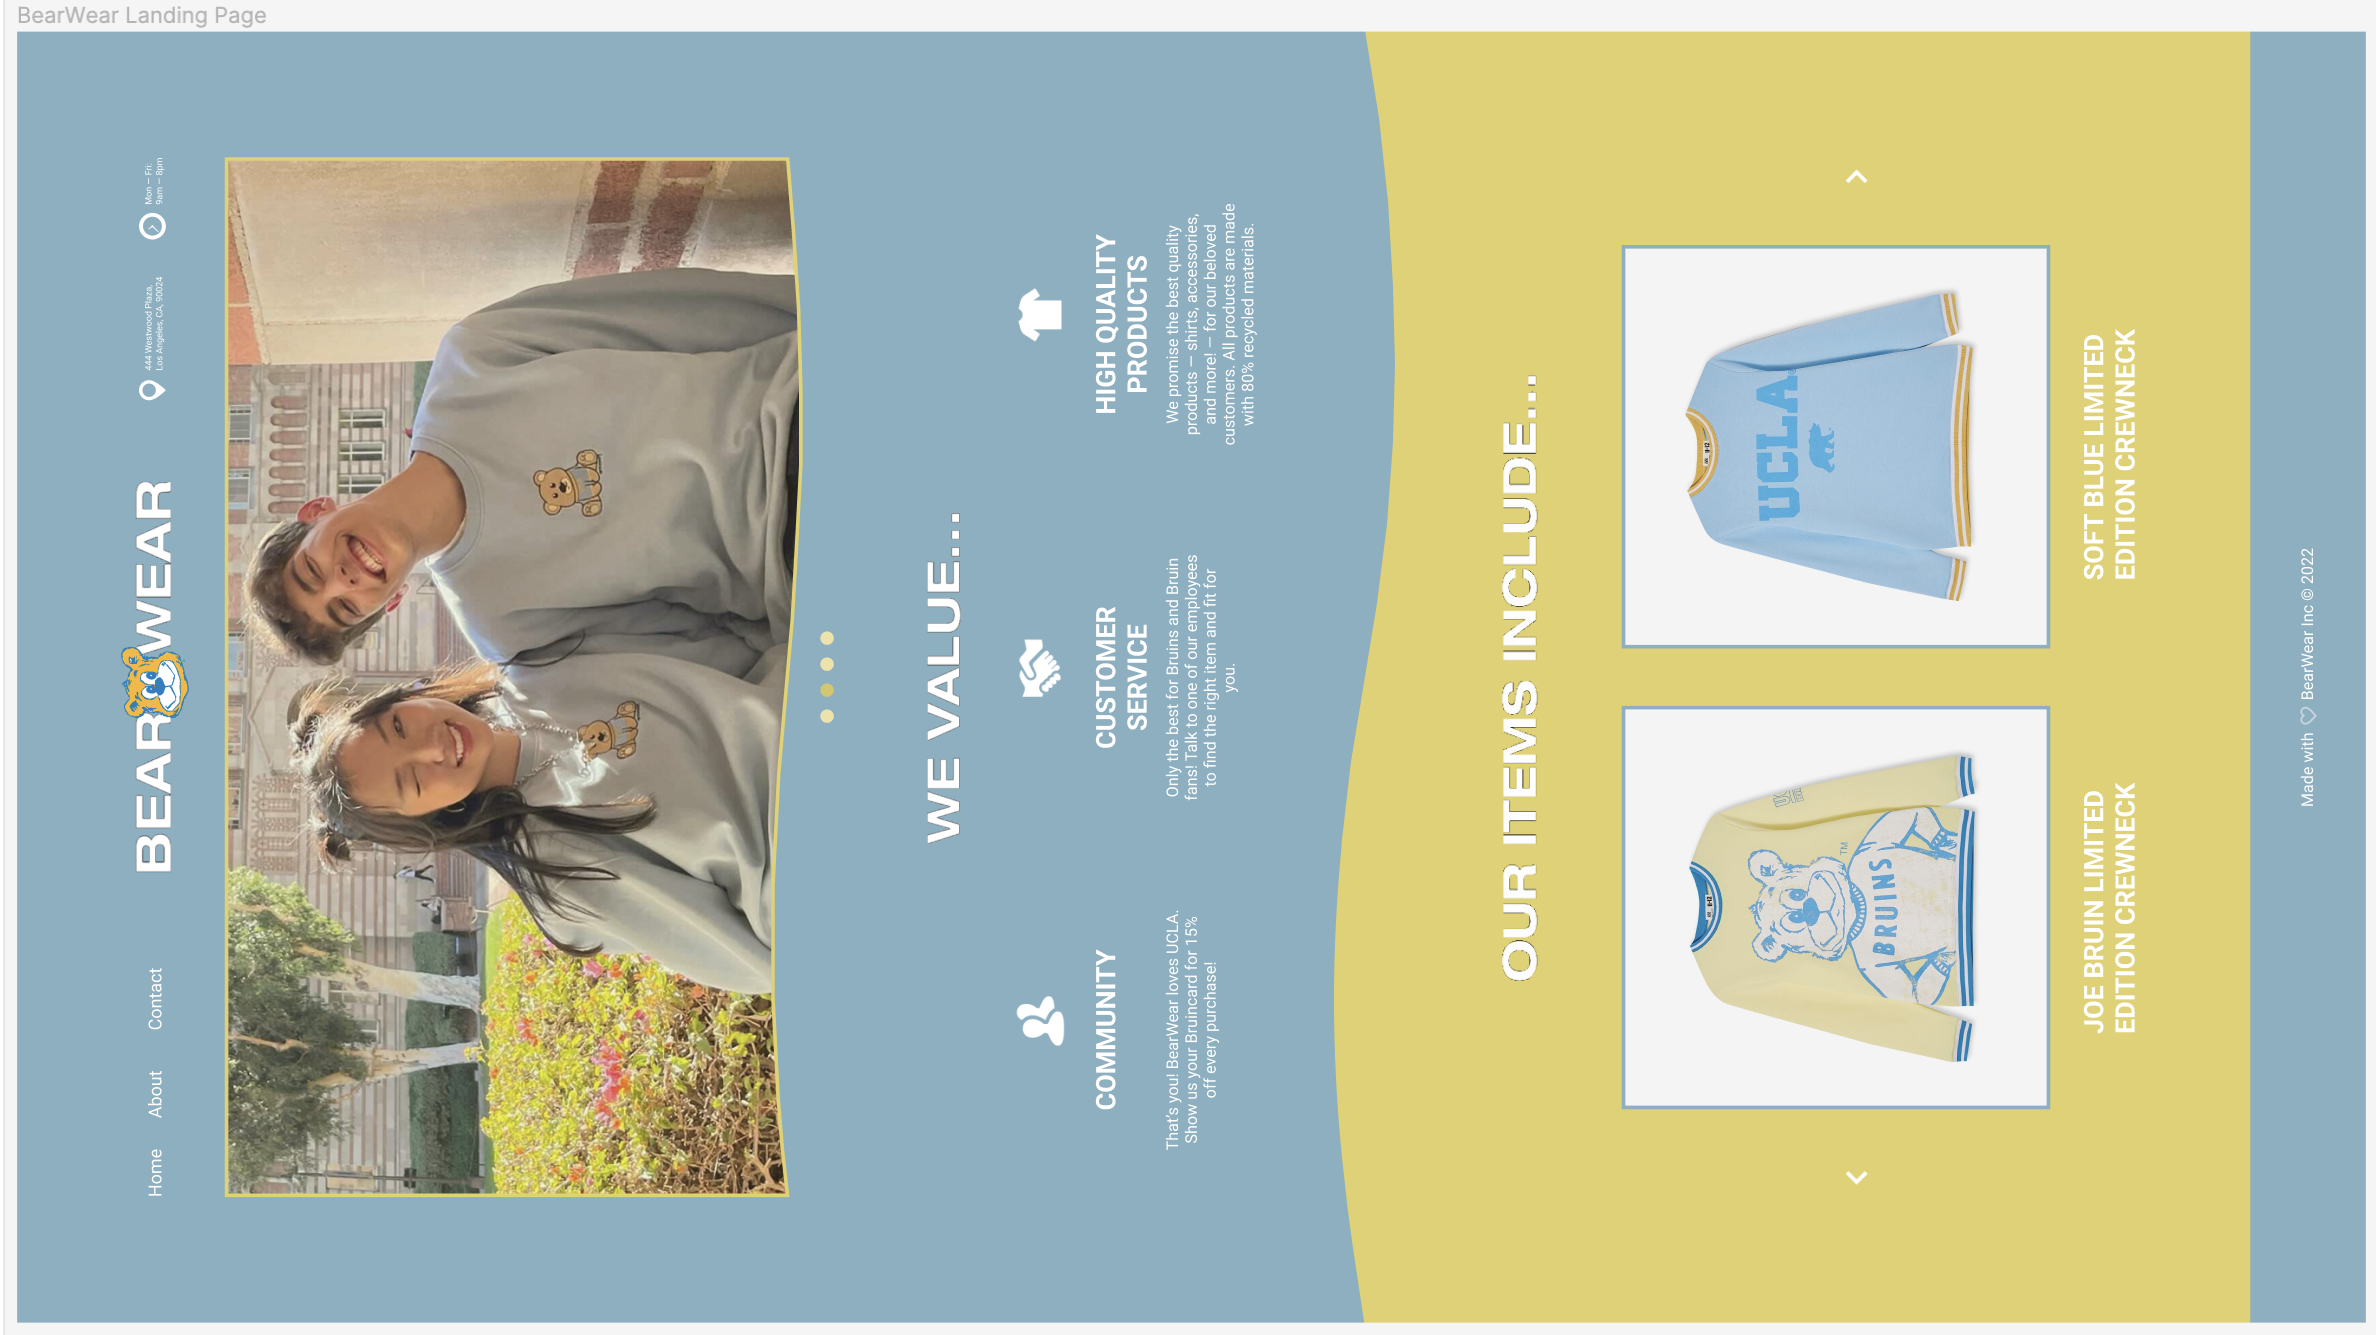 BearWear Landing Page
Home
About
Contact
BEAR WEAR
444 Westwood Plaza,
Los Angeles, CA, 90024
Mon – Fri:
9am – 8pm
WE VALUE...
COMMUNITY
That's you! BearWear loves UCLA.
Show us your Bruincard for 15%
off every purchase!
CUSTOMER
SERVICE
Only the best for Bruins and Bruin
fans! Talk to one of our employees
to find the right item and fit for
you.
HIGH QUALITY
PRODUCTS
We promise the best quality
products – shirts, accessories,
and more! – for our beloved
customers. All products are made
with 80% recycled materials.
OUR ITEMS INCLUDE...
TM
BRUINS
JOE BRUIN LIMITED
EDITION CREWNECK
UCLA
SOFT BLUE LIMITED
EDITION CREWNECK
Made with ♡ BearWear Inc © 2022